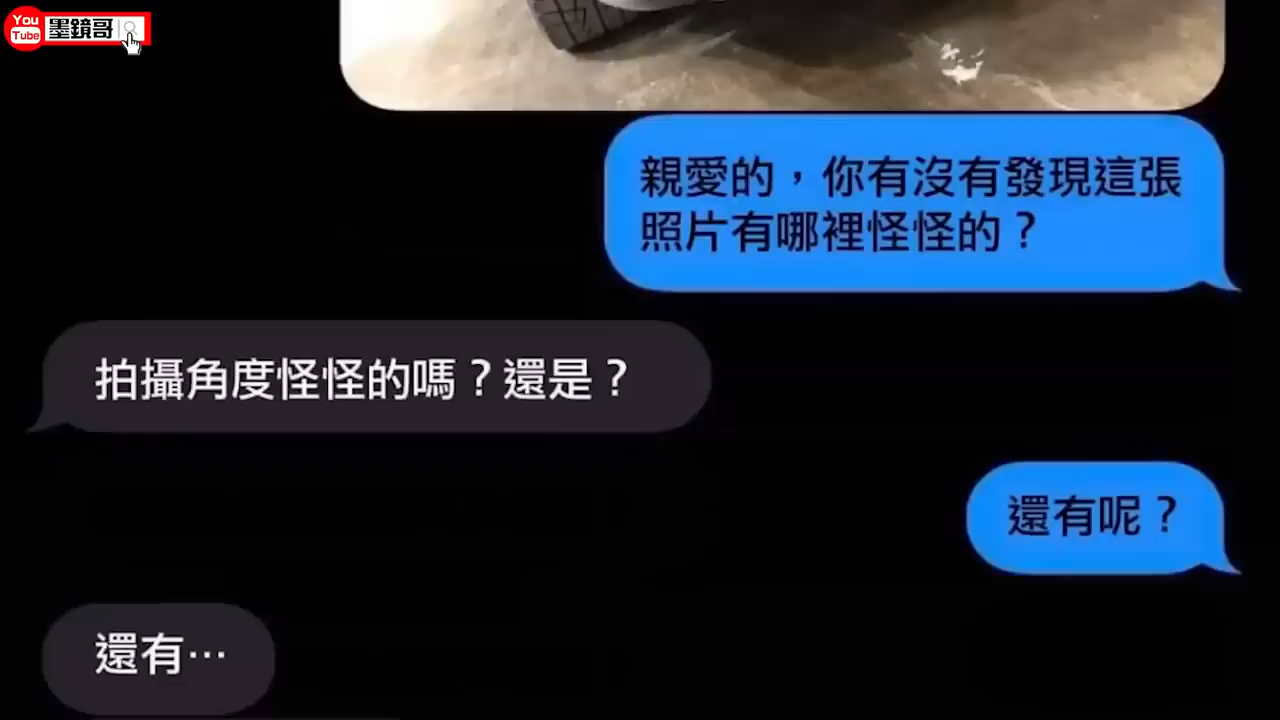 You
Tube
墨鏡哥
親愛的，你有沒有發現這張
照片有哪裡怪怪的？
拍攝角度怪怪的嗎？還是？
還有呢？
還有…